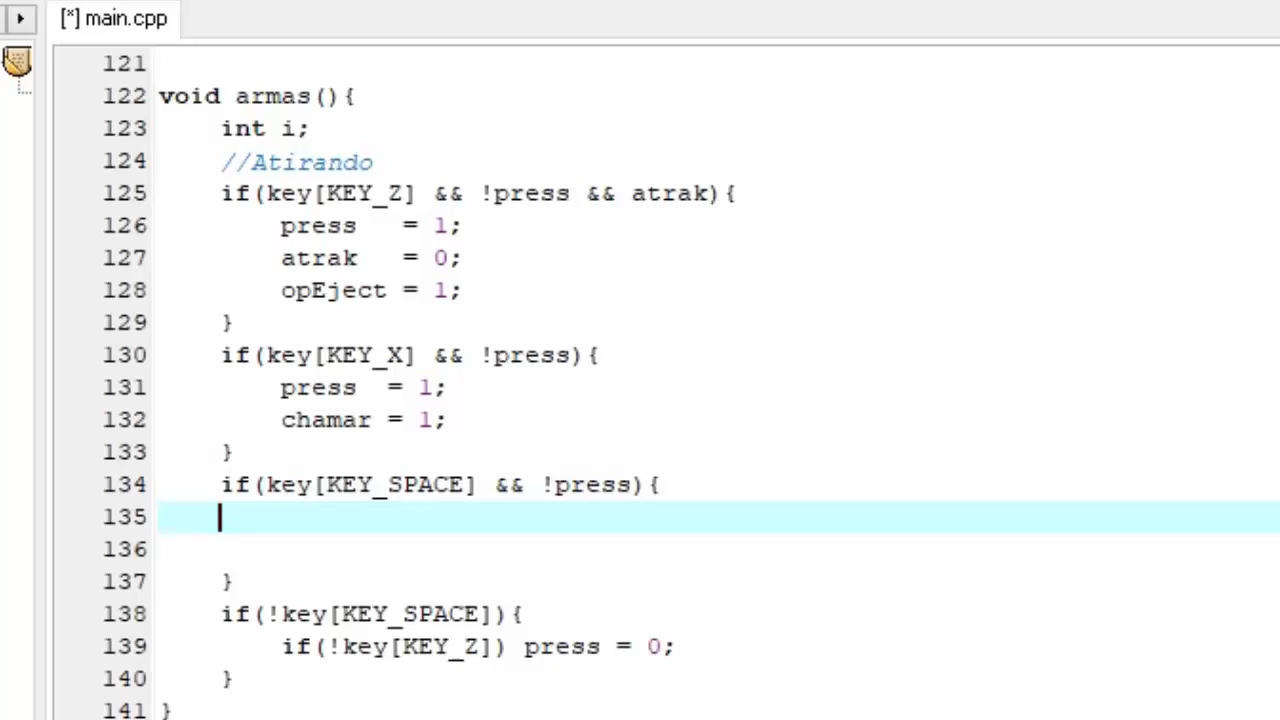 [*] main.cpp
121
122 void armas(){
123     int i;
124     //Atirando
125     if(key[KEY_Z] && !press && atrak){
126         press   = 1;
127         atrak   = 0;
128         opEject = 1;
129     }
130     if(key[KEY_X] && !press){
131         press  = 1;
132         chamar = 1;
133     }
134     if(key[KEY_SPACE] && !press){
135
136
137     }
138     if(!key[KEY_SPACE]){
139         if(!key[KEY_Z]) press = 0;
140     }
141 }